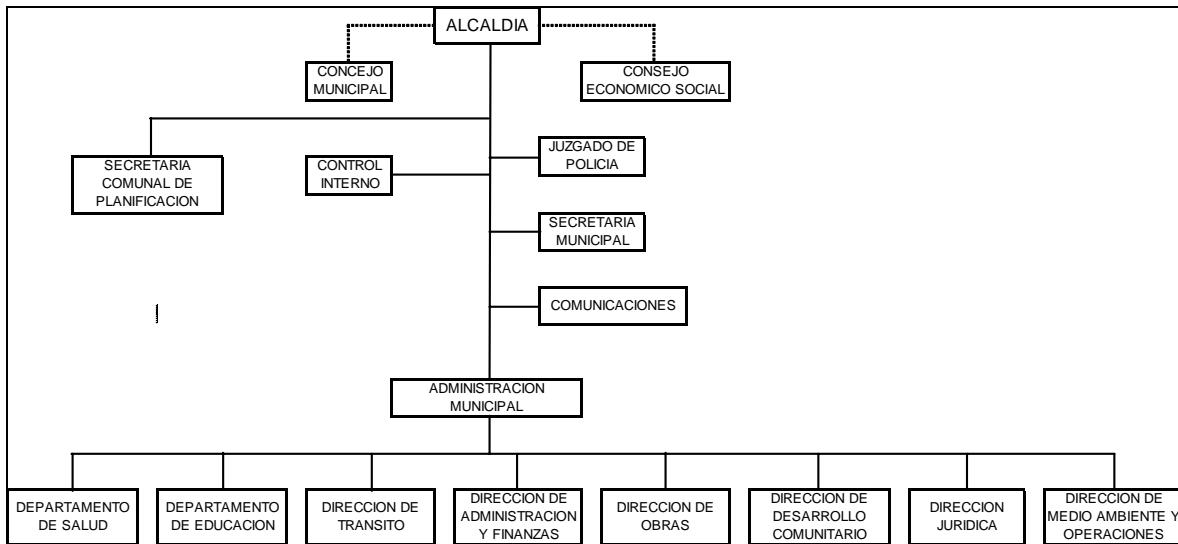 ALCALDIA
CONCEJO
MUNICIPAL
CONSEJO
ECONOMICO SOCIAL
SECRETARIA
COMUNAL DE
PLANIFICACION
CONTROL
INTERNO
JUZGADO DE
POLICIA
SECRETARIA
MUNICIPAL
COMUNICACIONES
ADMINISTRACION
MUNICIPAL
DEPARTAMENTO
DE SALUD
DEPARTAMENTO
DE EDUCACION
DIRECCION DE
TRANSITO
DIRECCION DE
ADMINISTRACION
Y FINANZAS
DIRECCION DE
OBRAS
DIRECCION DE
DESARROLLO
COMUNITARIO
DIRECCION
JURIDICA
DIRECCION DE
MEDIO AMBIENTE Y
OPERACIONES